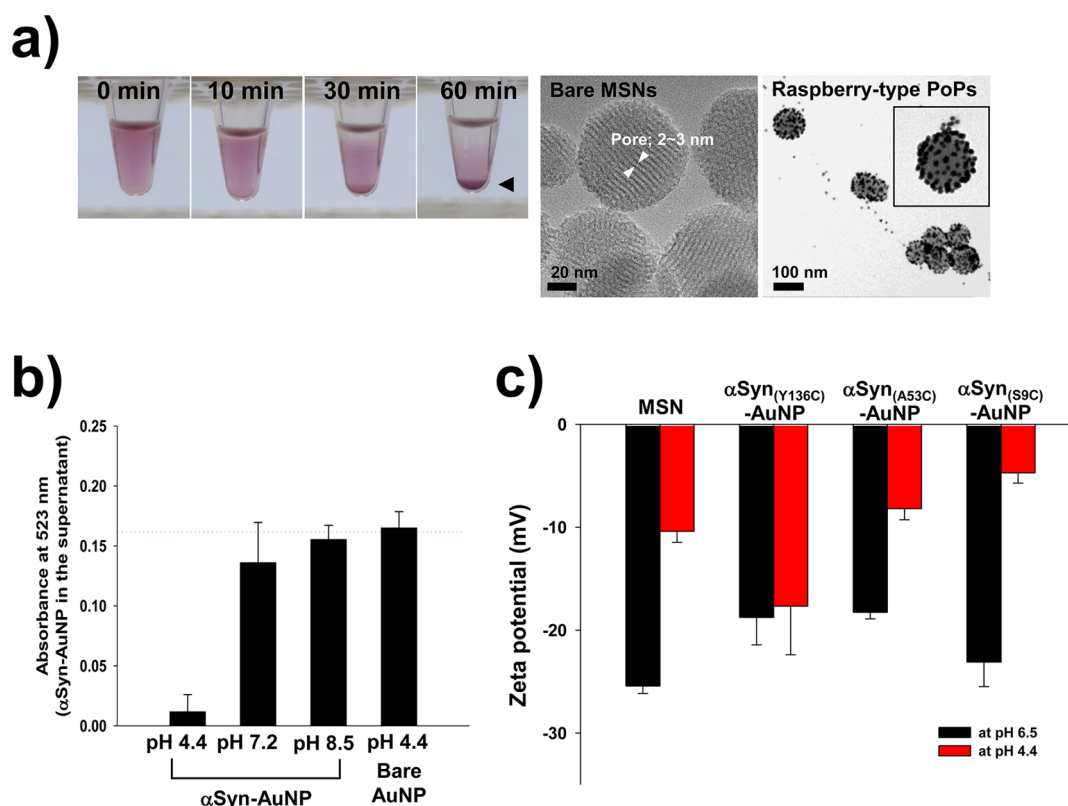 a)
0 min
10 min
30 min
60 min
Bare MSNs
Pore; 2~3 nm
20 nm
Raspberry-type PoPs
100 nm
b)
Absorbance at 523 nm
(αSyn-AuNP in the supernatant)
0.25
0.20
0.15
0.10
0.05
0.00
pH 4.4
pH 7.2
pH 8.5
pH 4.4
αSyn-AuNP
Bare
AuNP
c)
MSN
αSyn(Y136C)
-AuNP
αSyn(A53C)
-AuNP
αSyn(S9C)
-AuNP
Zeta potential (mV)
0
-10
-20
-30
at pH 6.5
at pH 4.4